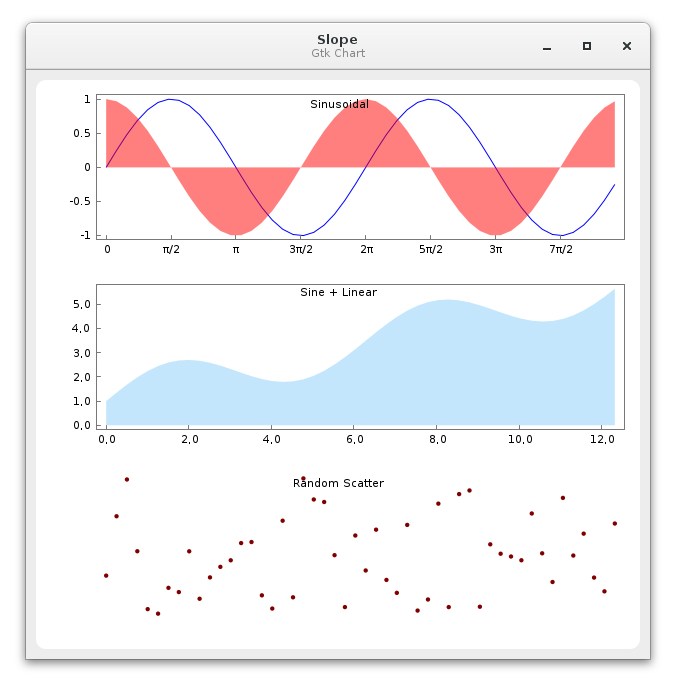 Slope
Gtk Chart
Sinusoidal
1
0.5
0
-0.5
-1
0 π/2 π 3π/2 2π 5π/2 3π 7π/2
Sine + Linear
5,0
4,0
3,0
2,0
1,0
0,0
0,0 2,0 4,0 6,0 8,0 10,0 12,0
Random Scatter